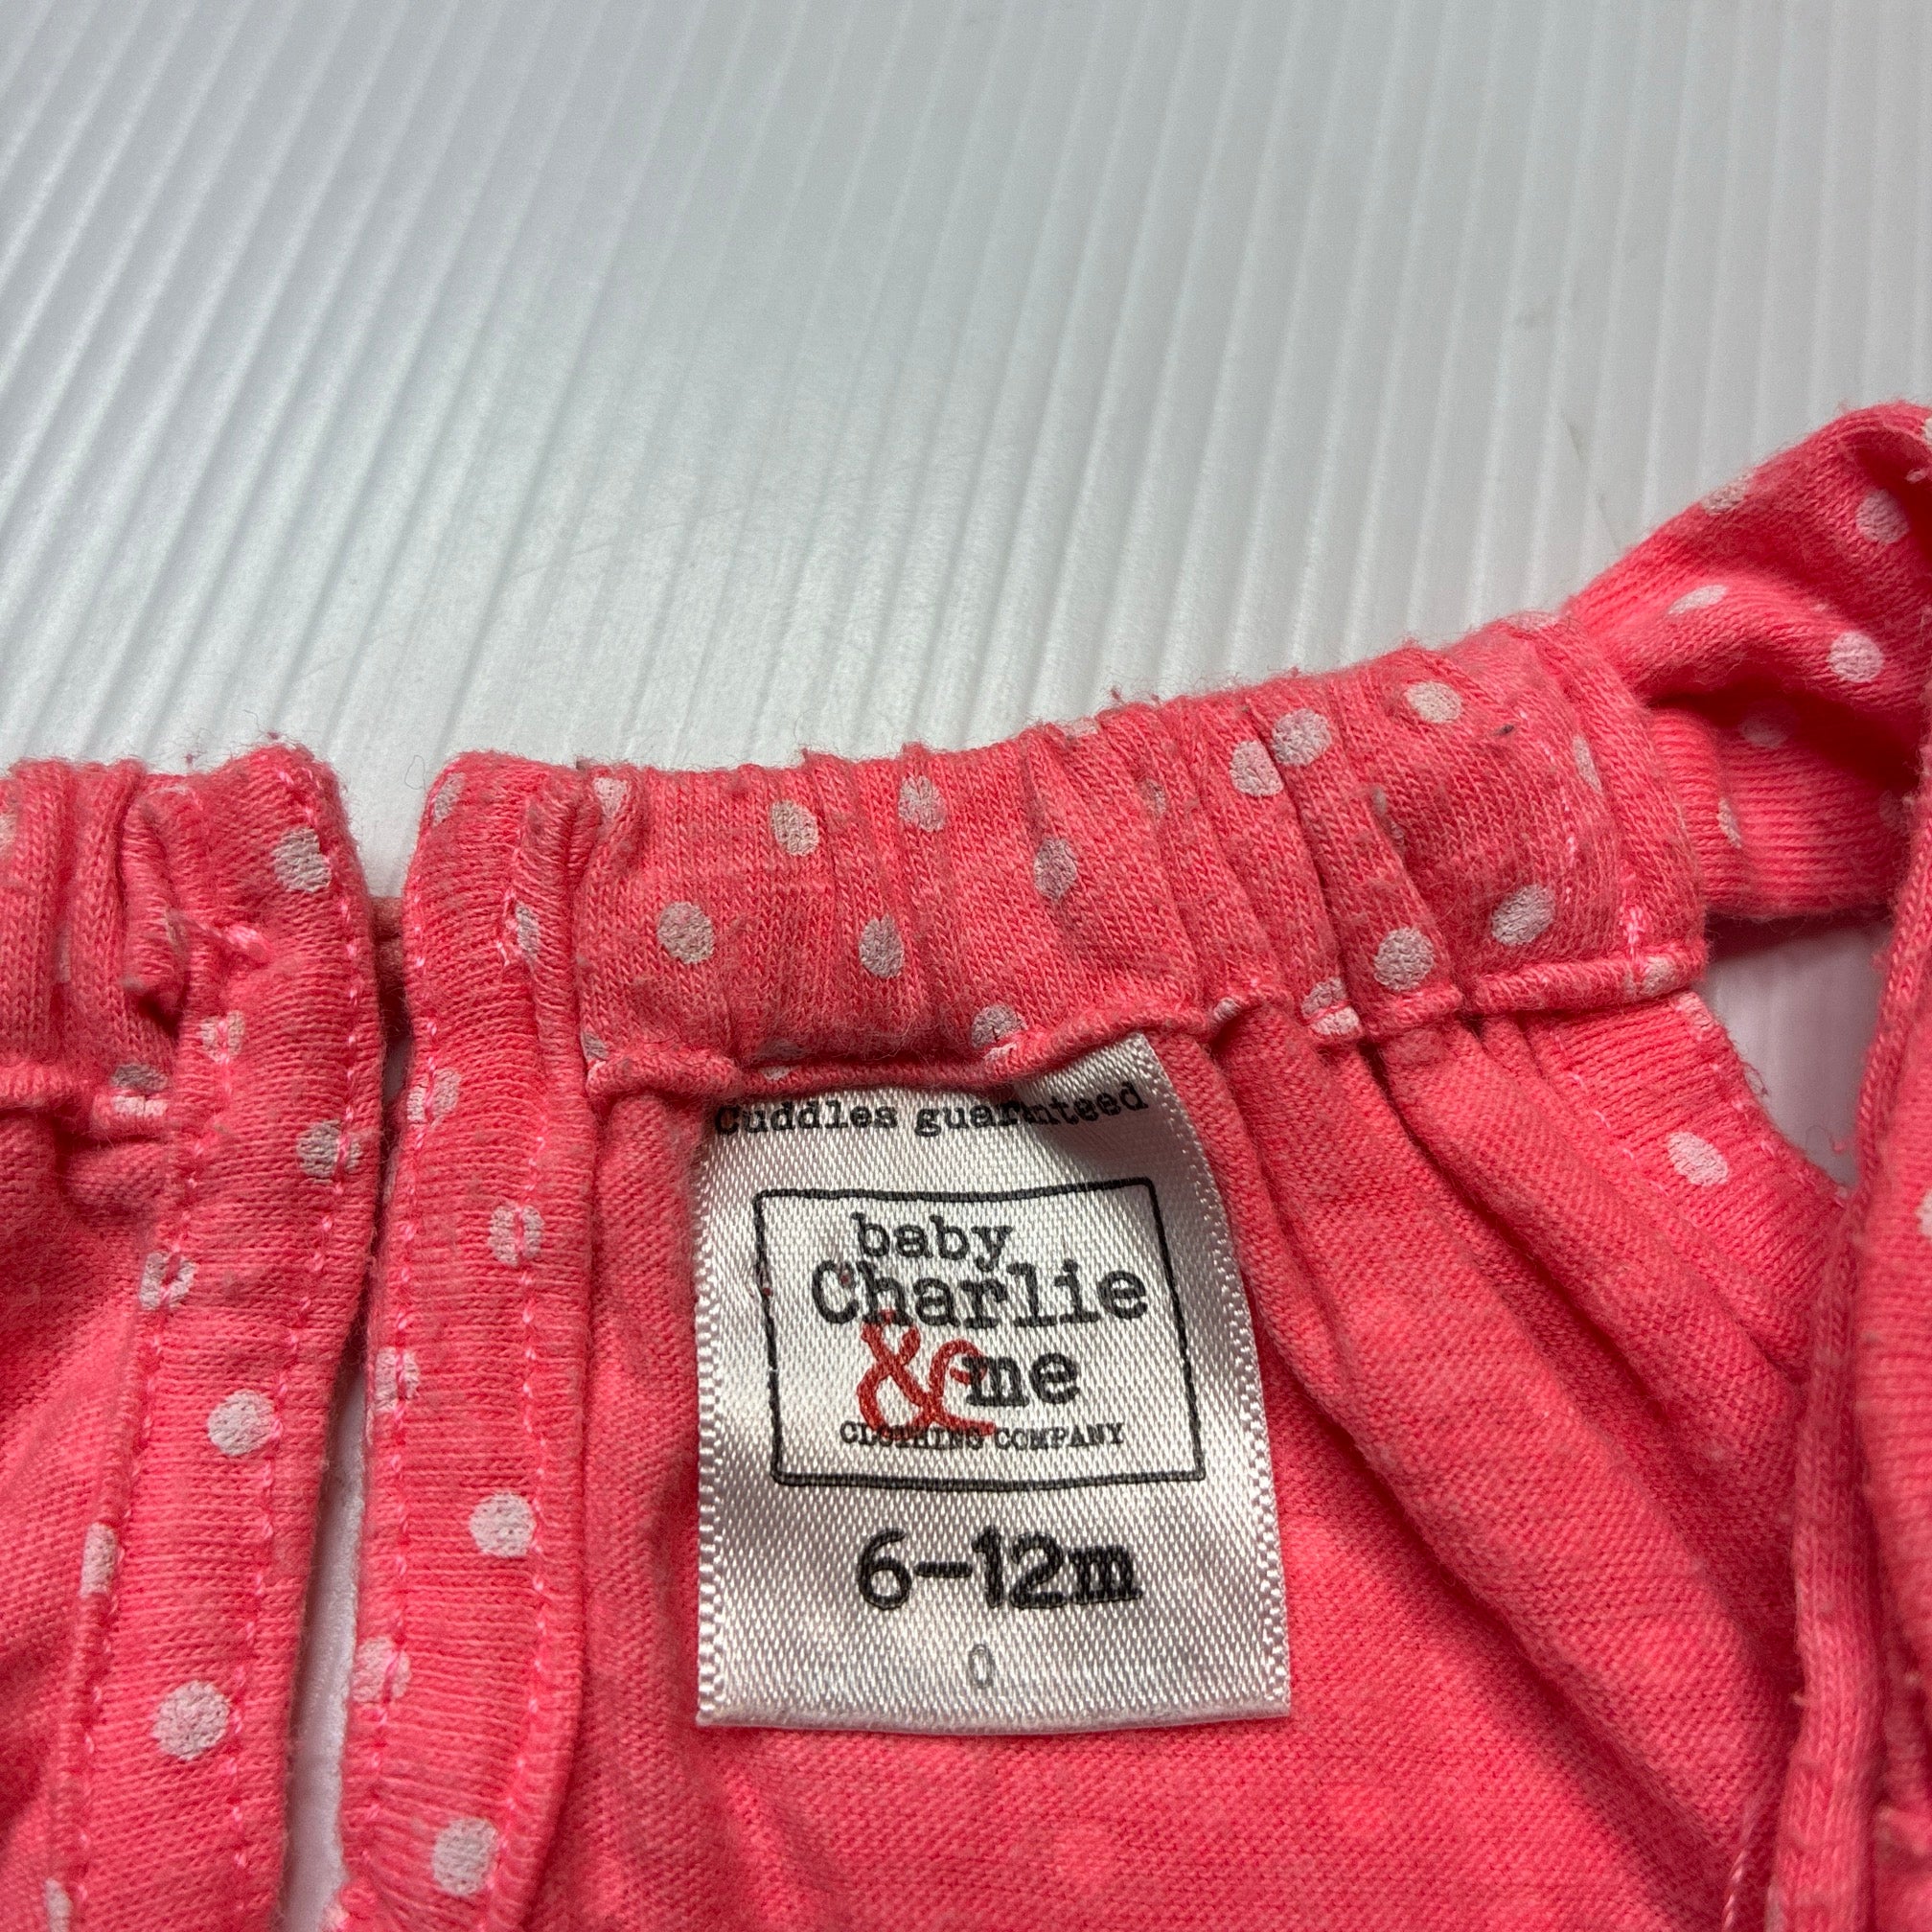 Cuddles guaranteed
baby
Charlie
& me
CLOTHING COMPANY
6-12m
0